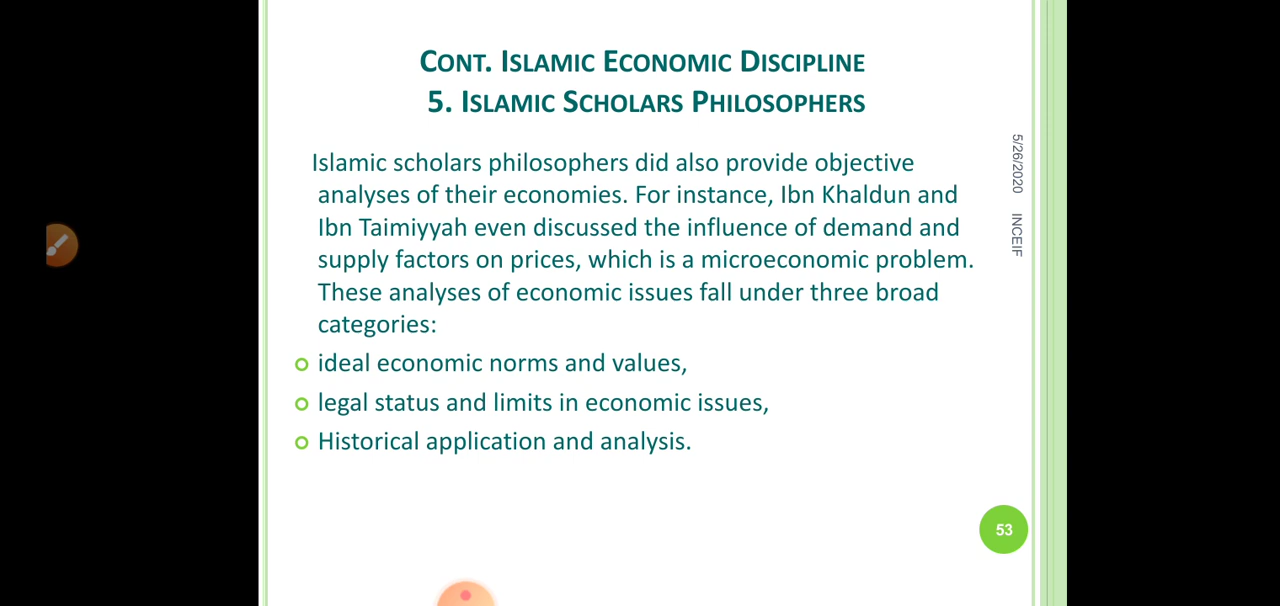 CONT. ISLAMIC ECONOMIC DISCIPLINE
5. ISLAMIC SCHOLARS PHILOSOPHERS
Islamic scholars philosophers did also provide objective
analyses of their economies. For instance, Ibn Khaldun and
Ibn Taimiyyah even discussed the influence of demand and
supply factors on prices, which is a microeconomic problem.
These analyses of economic issues fall under three broad
categories:
ideal economic norms and values,
legal status and limits in economic issues,
Historical application and analysis.
5/26/2020 INCEIF
53